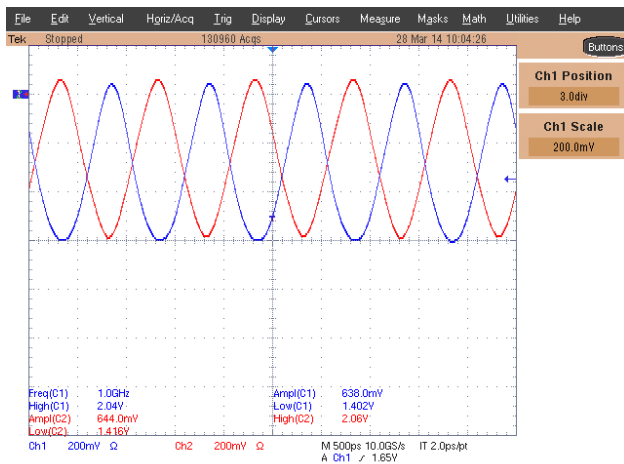 File Edit Vertical Horiz/Acq Trig Display Cursors Measure Masks Math Utilities Help
Tek Stopped 130960 Acqs 28 Mar 14 10:04:26
Buttons
Ch1 Position
3.0div
Ch1 Scale
200.0mV
Freq(C1) 1.0GHz Ampl(C1) 638.0mV
High(C1) 2.04V Low(C1) 1.402V
Ampl(C2) 644.0mV High(C2) 2.06V
Low(C2) 1.416V
Ch1 200mV Ω Ch2 200mV Ω M 500ps 10.0GS/s IT 2.0ps/pt
A Ch1 ∕ 1.65V